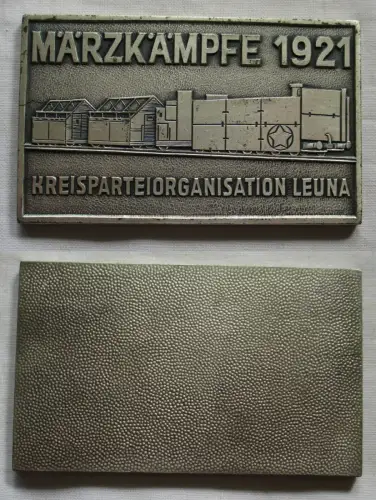 MÄRZKÄMPFE 1921
KREISPARTEIORGANISATION LEUNA